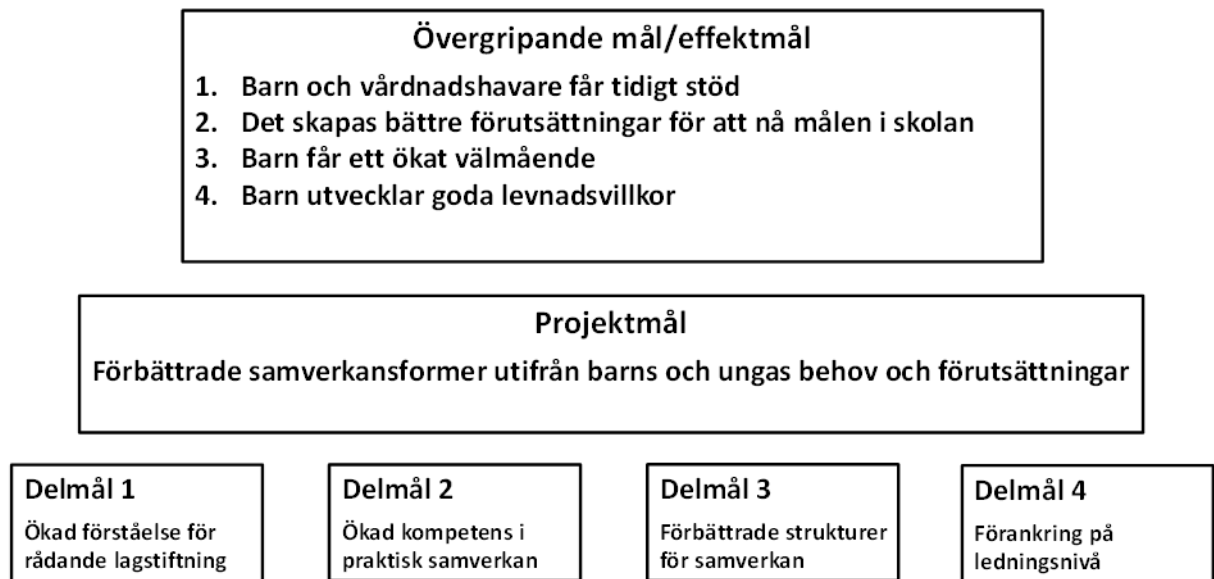 Övergripande mål/effektmål
1. Barn och vårdnadshavare får tidigt stöd
2. Det skapas bättre förutsättningar för att nå målen i skolan
3. Barn får ett ökat välmående
4. Barn utvecklar goda levnadsvillkor
Projektmål
Förbättrade samverkansformer utifrån barns och ungas behov och förutsättningar
Delmål 1
Ökad förståelse för
rådande lagstiftning
Delmål 2
Ökad kompetens i
praktisk samverkan
Delmål 3
Förbättrade strukturer
för samverkan
Delmål 4
Förankring på
ledningsnivå